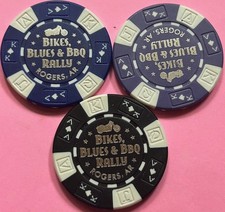 BIKES,
BLUES & BBQ
RALLY
ROGERS, AR
BIKES,
BLUES & BBQ
RALLY
ROGERS, AR
BIKES,
BLUES & BBQ
RALLY
ROGERS, AR